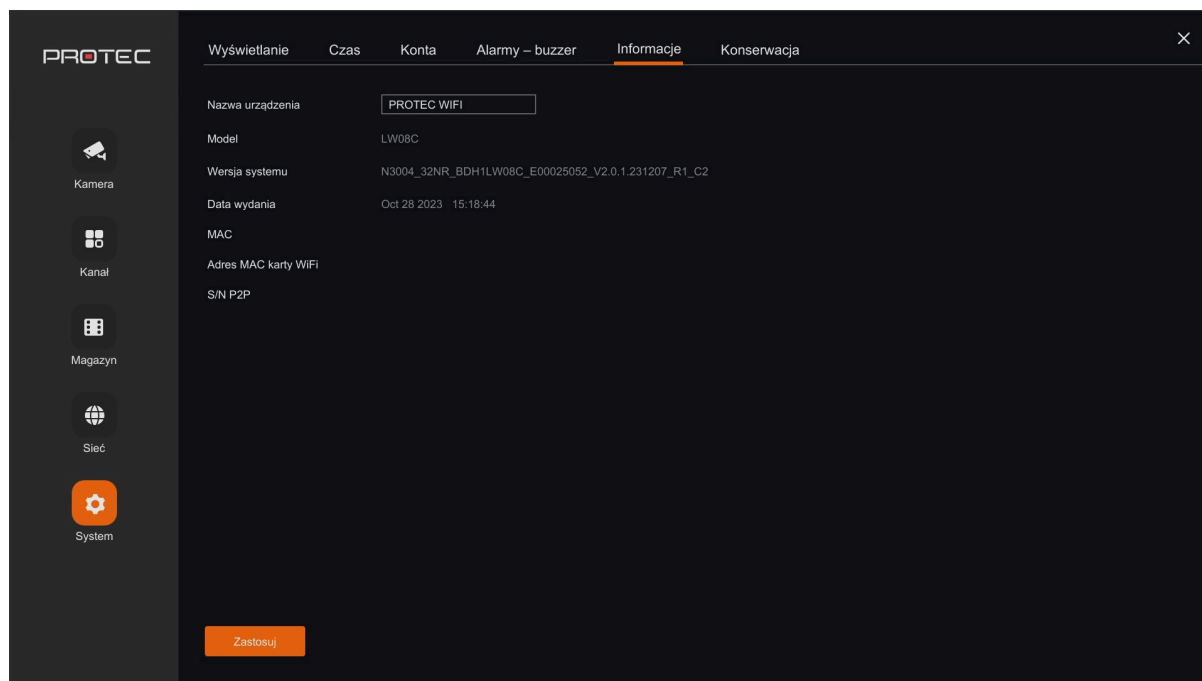 PROTEC
Wyświetlanie Czas Konta Alarmy – buzzer Informacje Konserwacja
Nazwa urządzenia PROTEC WIFI
Model LW08C
Wersja systemu N3004_32NR_BDH1LW08C_E00025052_V2.0.1.231207_R1_C2
Data wydania Oct 28 2023 15:18:44
MAC
Adres MAC karty WiFi
S/N P2P
Kamera
Kanał
Magazyn
Sieć
System
Zastosuj